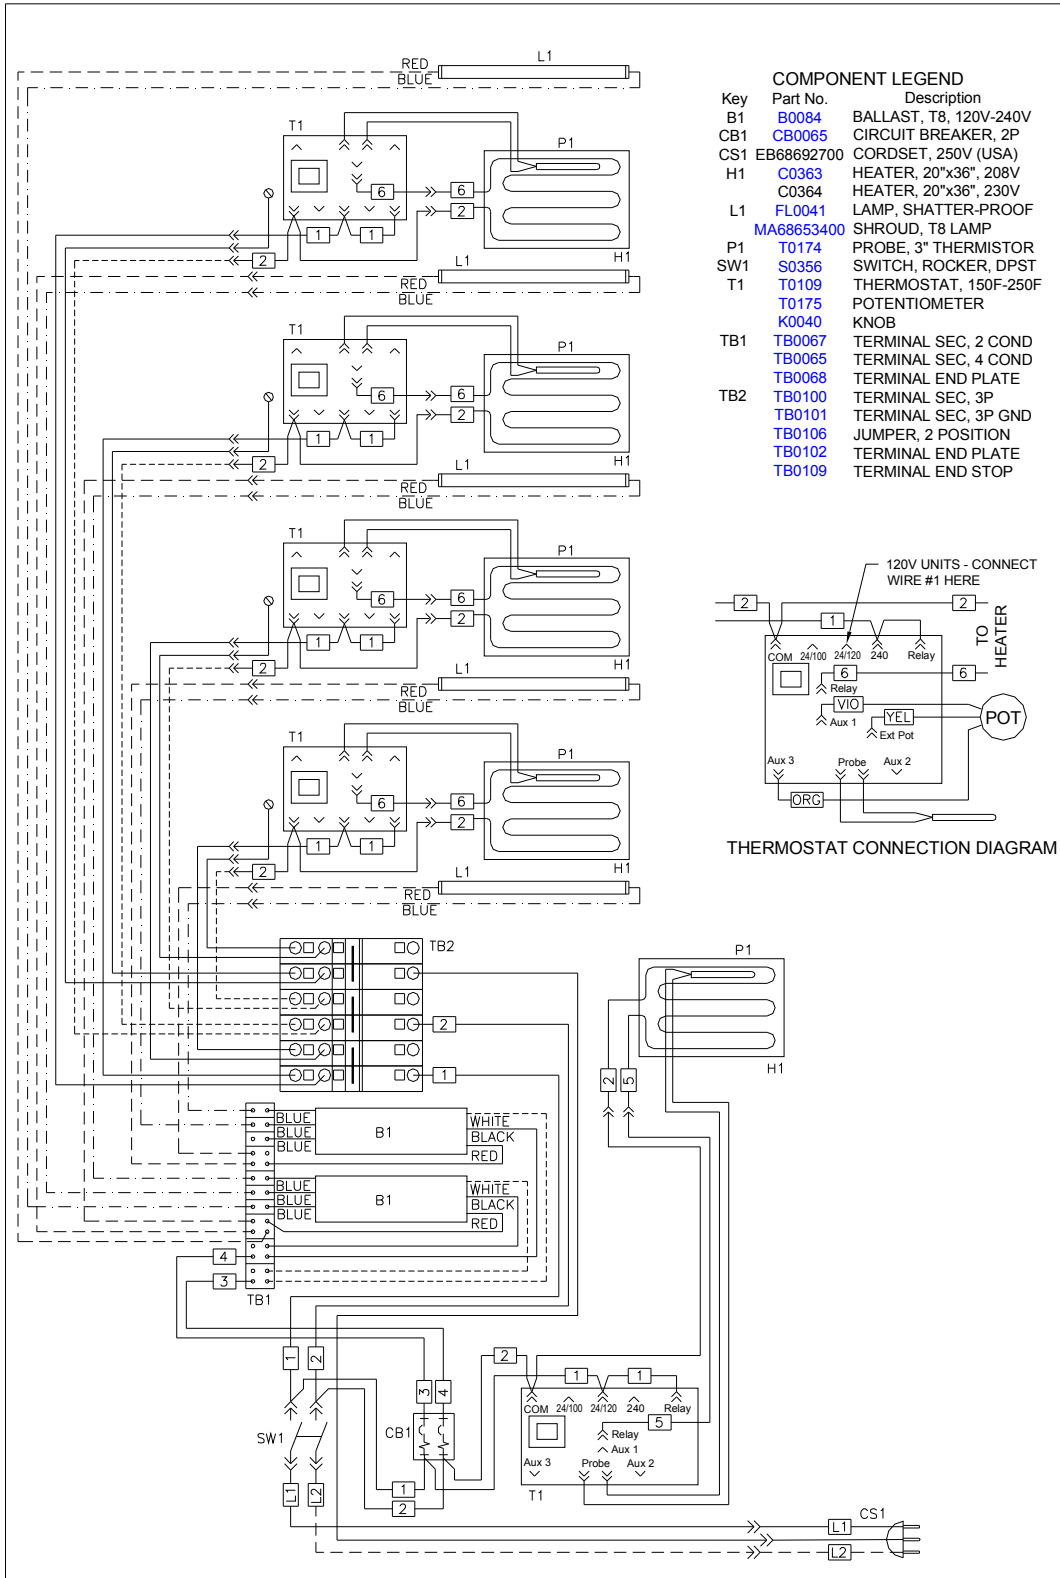 L1
RED
BLUE
COMPONENT LEGEND
Key Part No. Description
B1 B0084 BALLAST, T8, 120V-240V
CB1 CB0065 CIRCUIT BREAKER, 2P
CS1 EB68692700 CORDSET, 250V (USA)
H1 C0363 HEATER, 20"x36", 208V
C0364 HEATER, 20"x36", 230V
L1 FL0041 LAMP, SHATTER-PROOF
MA68653400 SHROUD, T8 LAMP
P1 T0174 PROBE, 3" THERMISTOR
SW1 S0356 SWITCH, ROCKER, DPST
T1 T0109 THERMOSTAT, 150F-250F
T0175 POTENTIOMETER
K0040 KNOB
TB1 TB0067 TERMINAL SEC, 2 COND
TB0065 TERMINAL SEC, 4 COND
TB0068 TERMINAL END PLATE
TB2 TB0100 TERMINAL SEC, 3P
TB0101 TERMINAL SEC, 3P GND
TB0106 JUMPER, 2 POSITION
TB0102 TERMINAL END PLATE
TB0109 TERMINAL END STOP
T1
P1
6 6
2
1 1
2
H1
L1
RED
BLUE
T1
P1
6 6
2
1 1
2
H1
L1
RED
BLUE
T1
P1
6 6
2
1 1
2
H1
L1
RED
BLUE
T1
P1
6 6
2
1 1
2
H1
L1
RED
BLUE
120V UNITS - CONNECT
WIRE #1 HERE
2 2
1
TO
HEATER
COM 24/100 24/120 240 Relay
6 6
Relay
VIO
Aux 1
YEL
Ext Pot
POT
Aux 3 Probe Aux 2
ORG
THERMOSTAT CONNECTION DIAGRAM
TB2
2
1
P1
H1
2 5
BLUE
BLUE
BLUE
B1
WHITE
BLACK
RED
BLUE
BLUE
BLUE
B1
WHITE
BLACK
RED
4
3
TB1
1 2
3 4
2
1 1
COM 24/100 24/120 240 Relay
5
Relay
Aux 1
Aux 3 Probe Aux 2
T1
SW1
CB1
1
2
L1 L2
CS1
L1
L2